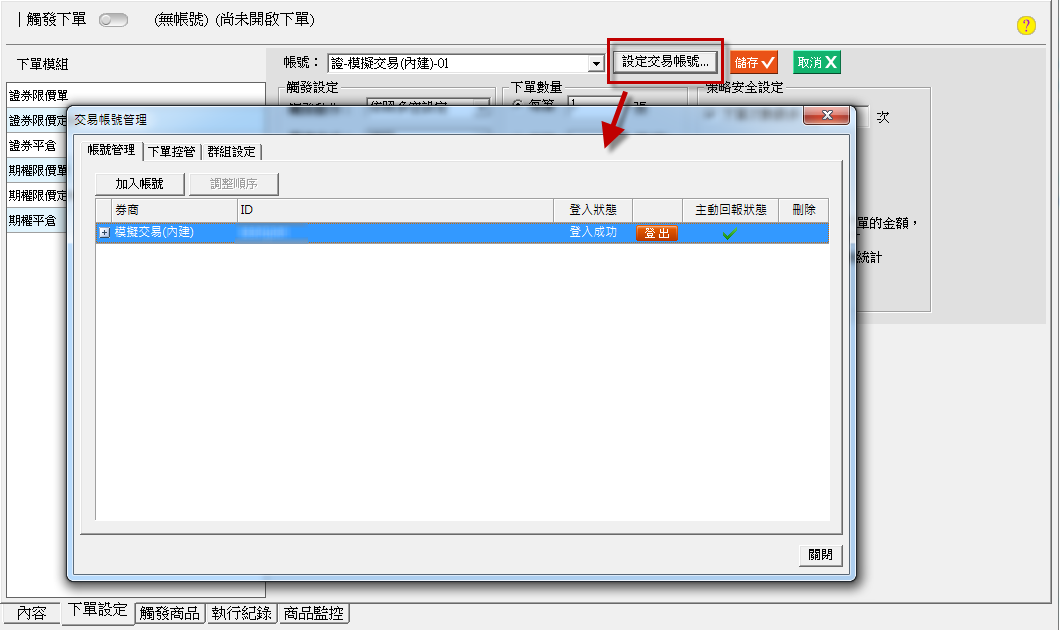 觸發下單 (無帳號) (尚未開啟下單)
?
下單模組
帳號： 證-模擬交易(內建)-01 設定交易帳號... 儲存 取消
觸發設定 下單數量 策略安全設定
證券限價單
證券限價定
證券平倉
期權限價單
期權限價定
期權平倉
次
單的金額，
統計
交易帳號管理
帳號管理 下單控管 群組設定
加入帳號 調整順序
券商 ID 登入狀態 主動回報狀態 刪除
模擬交易(內建) 登入成功 登出
關閉
內容 下單設定 觸發商品 執行紀錄 商品監控